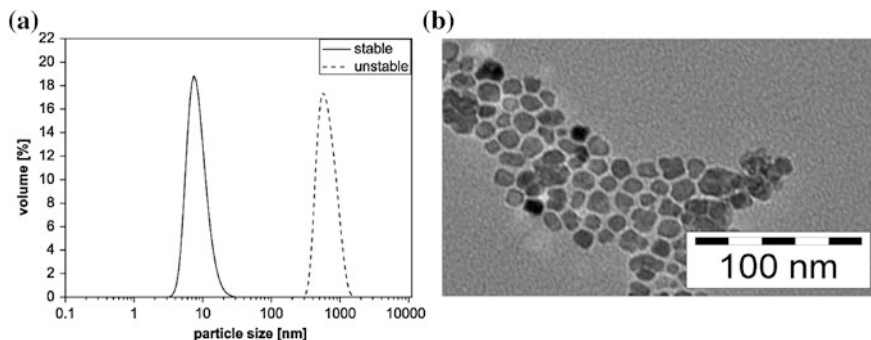 (a)
22
20
18
16
14
12
10
8
6
4
2
0
volume [%]
stable
unstable
0.1 1 10 100 1000 10000
particle size [nm]
(b)
100 nm